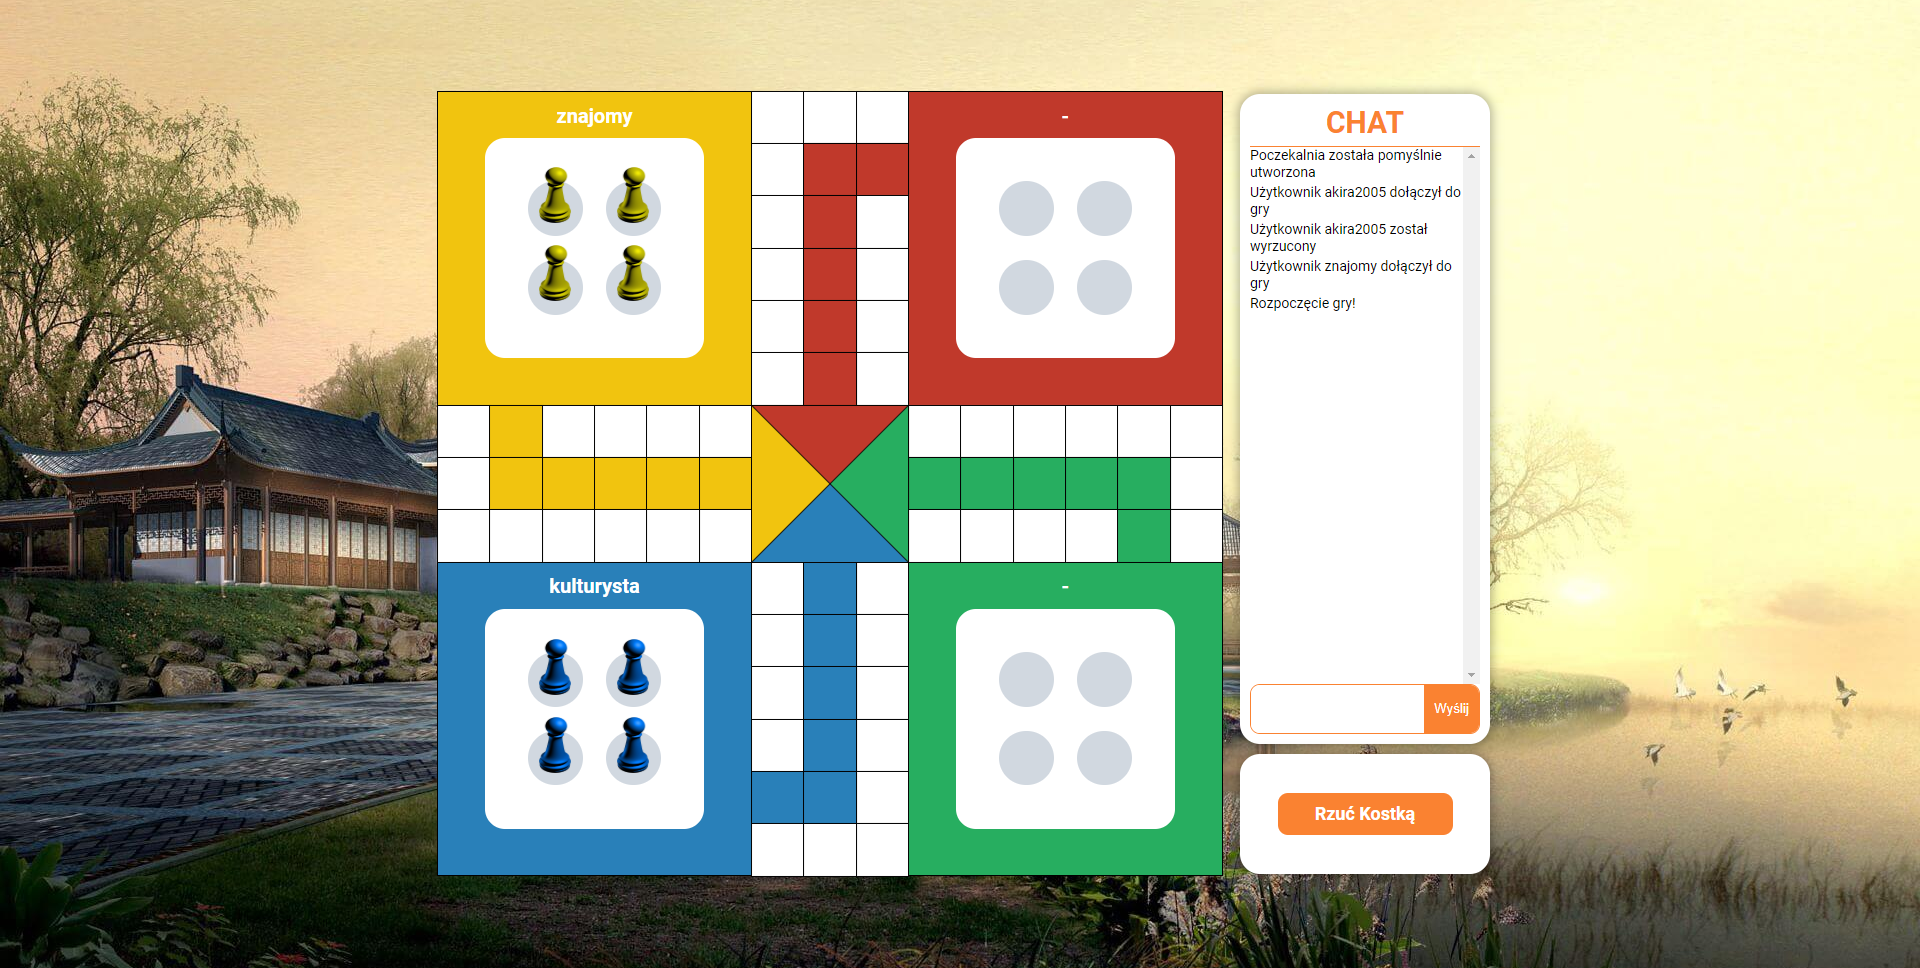 znajomy
-
kulturysta
-
CHAT
Poczekalnia została pomyślnie
utworzona
Użytkownik akira2005 dołączył do
gry
Użytkownik akira2005 został
wyrzucony
Użytkownik znajomy dołączył do
gry
Rozpoczęcie gry!
Wyślij
Rzuć Kostką